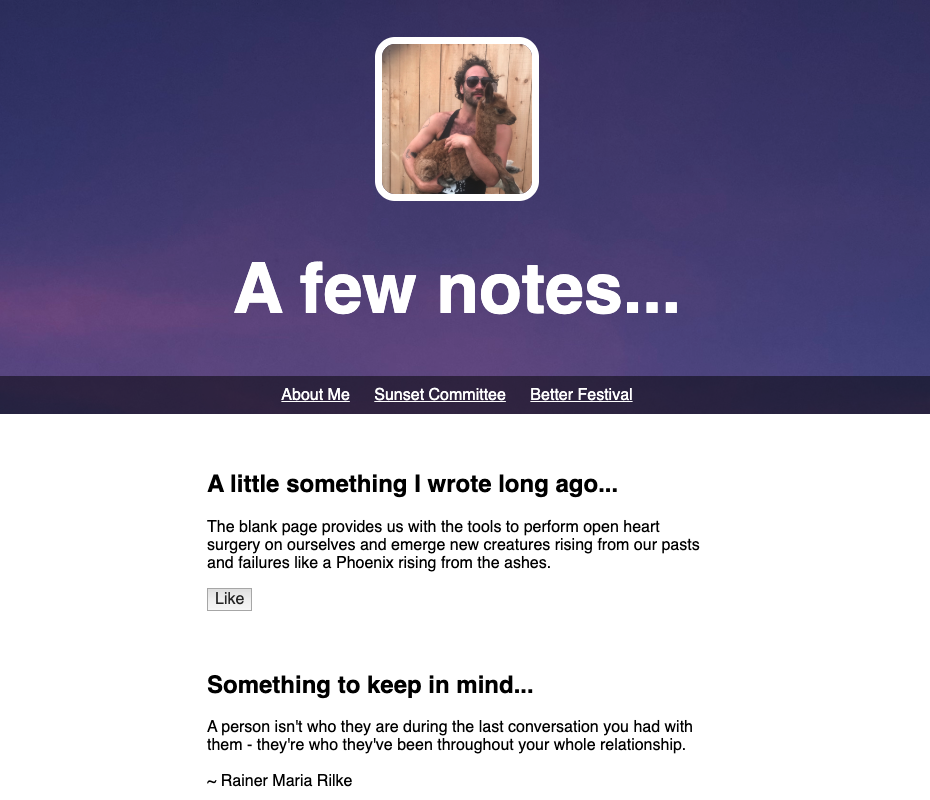 A few notes...
About Me Sunset Committee Better Festival
A little something I wrote long ago...
The blank page provides us with the tools to perform open heart
surgery on ourselves and emerge new creatures rising from our pasts
and failures like a Phoenix rising from the ashes.
Like
Something to keep in mind...
A person isn't who they are during the last conversation you had with
them - they're who they've been throughout your whole relationship.
~ Rainer Maria Rilke